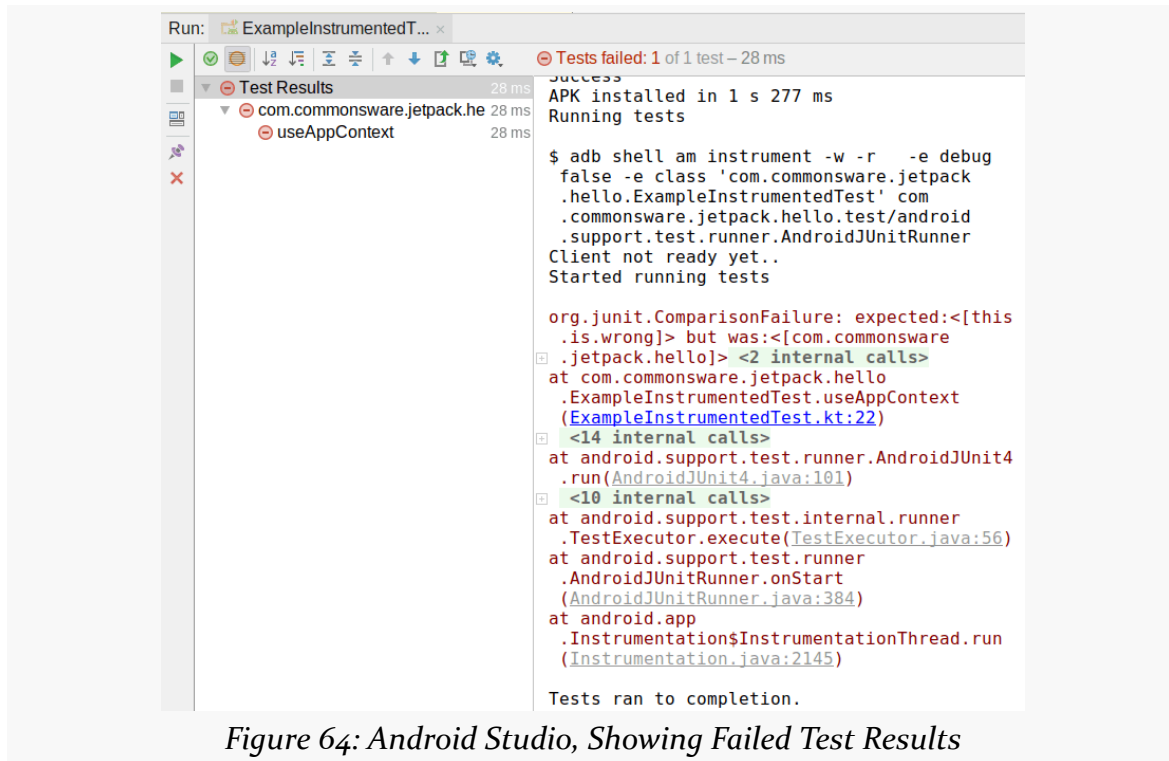 Run: ExampleInstrumentedT... ×
Tests failed: 1 of 1 test – 28 ms
Test Results 28 ms
com.commonsware.jetpack.he 28 ms
useAppContext 28 ms
Success
APK installed in 1 s 277 ms
Running tests
$ adb shell am instrument -w -r   -e debug
false -e class 'com.commonsware.jetpack
.hello.ExampleInstrumentedTest' com
.commonsware.jetpack.hello.test/android
.support.test.runner.AndroidJUnitRunner
Client not ready yet..
Started running tests
org.junit.ComparisonFailure: expected:<[this
.is.wrong]> but was:<[com.commonsware
.jetpack.hello]> <2 internal calls>
at com.commonsware.jetpack.hello
.ExampleInstrumentedTest.useAppContext
(ExampleInstrumentedTest.kt:22)
<14 internal calls>
at android.support.test.runner.AndroidJUnit4
.run(AndroidJUnit4.java:101)
<10 internal calls>
at android.support.test.internal.runner
.TestExecutor.execute(TestExecutor.java:56)
at android.support.test.runner
.AndroidJUnitRunner.onStart
(AndroidJUnitRunner.java:384)
at android.app
.Instrumentation$InstrumentationThread.run
(Instrumentation.java:2145)
Tests ran to completion.
Figure 64: Android Studio, Showing Failed Test Results